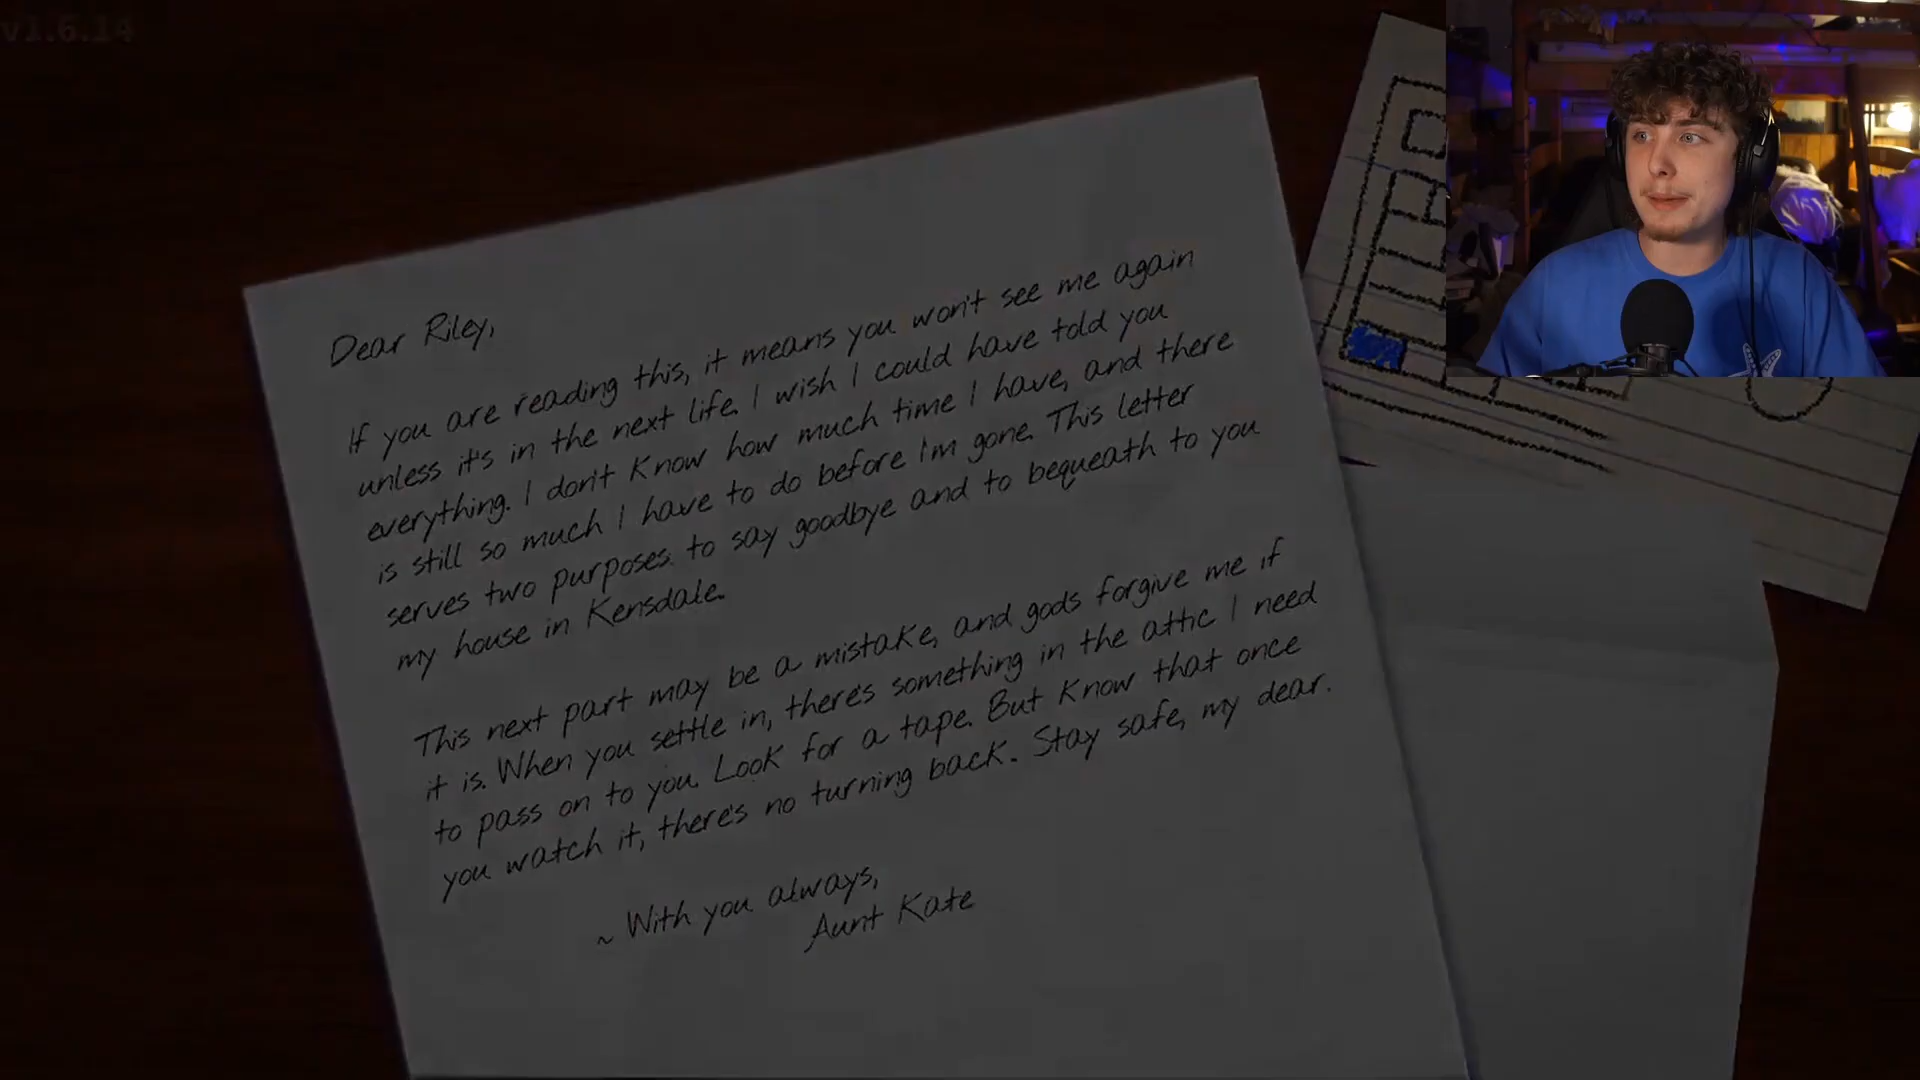 v1.6.14
Dear Riley,
If you are reading this, it means you won't see me again
unless it's in the next life. I wish I could have told you
everything. I don't know how much time I have, and there
is still so much I have to do before I'm gone. This letter
serves two purposes: to say goodbye and to bequeath to you
my house in Kensdale.
This next part may be a mistake, and gods forgive me if
it is. When you settle in, there's something in the attic I need
to pass on to you. Look for a tape. But know that once
you watch it, there's no turning back. Stay safe, my dear.
~ With you always,
Aunt Kate